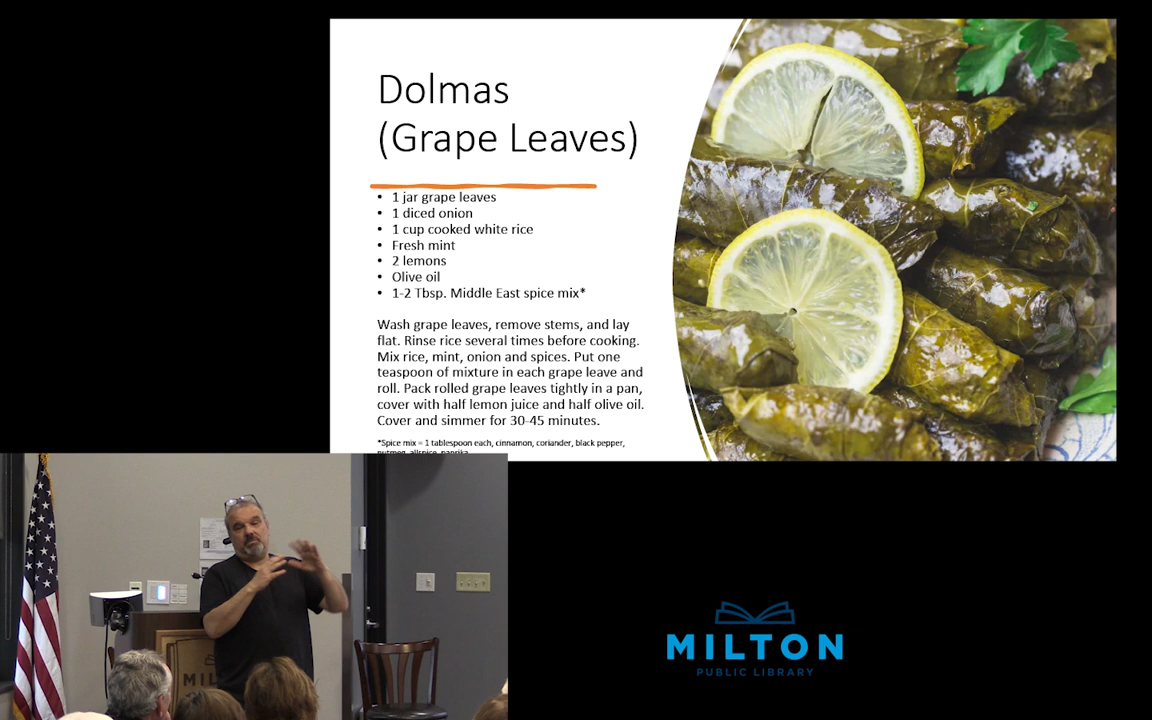 Dolmas
(Grape Leaves)
• 1 jar grape leaves
• 1 diced onion
• 1 cup cooked white rice
• Fresh mint
• 2 lemons
• Olive oil
• 1-2 Tbsp. Middle East spice mix*
Wash grape leaves, remove stems, and lay
flat. Rinse rice several times before cooking.
Mix rice, mint, onion and spices. Put one
teaspoon of mixture in each grape leave and
roll. Pack rolled grape leaves tightly in a pan,
cover with half lemon juice and half olive oil.
Cover and simmer for 30-45 minutes.
*Spice mix = 1 tablespoon each, cinnamon, coriander, black pepper,
nutmeg, allspice, paprika
MIL
MILTON
PUBLIC LIBRARY